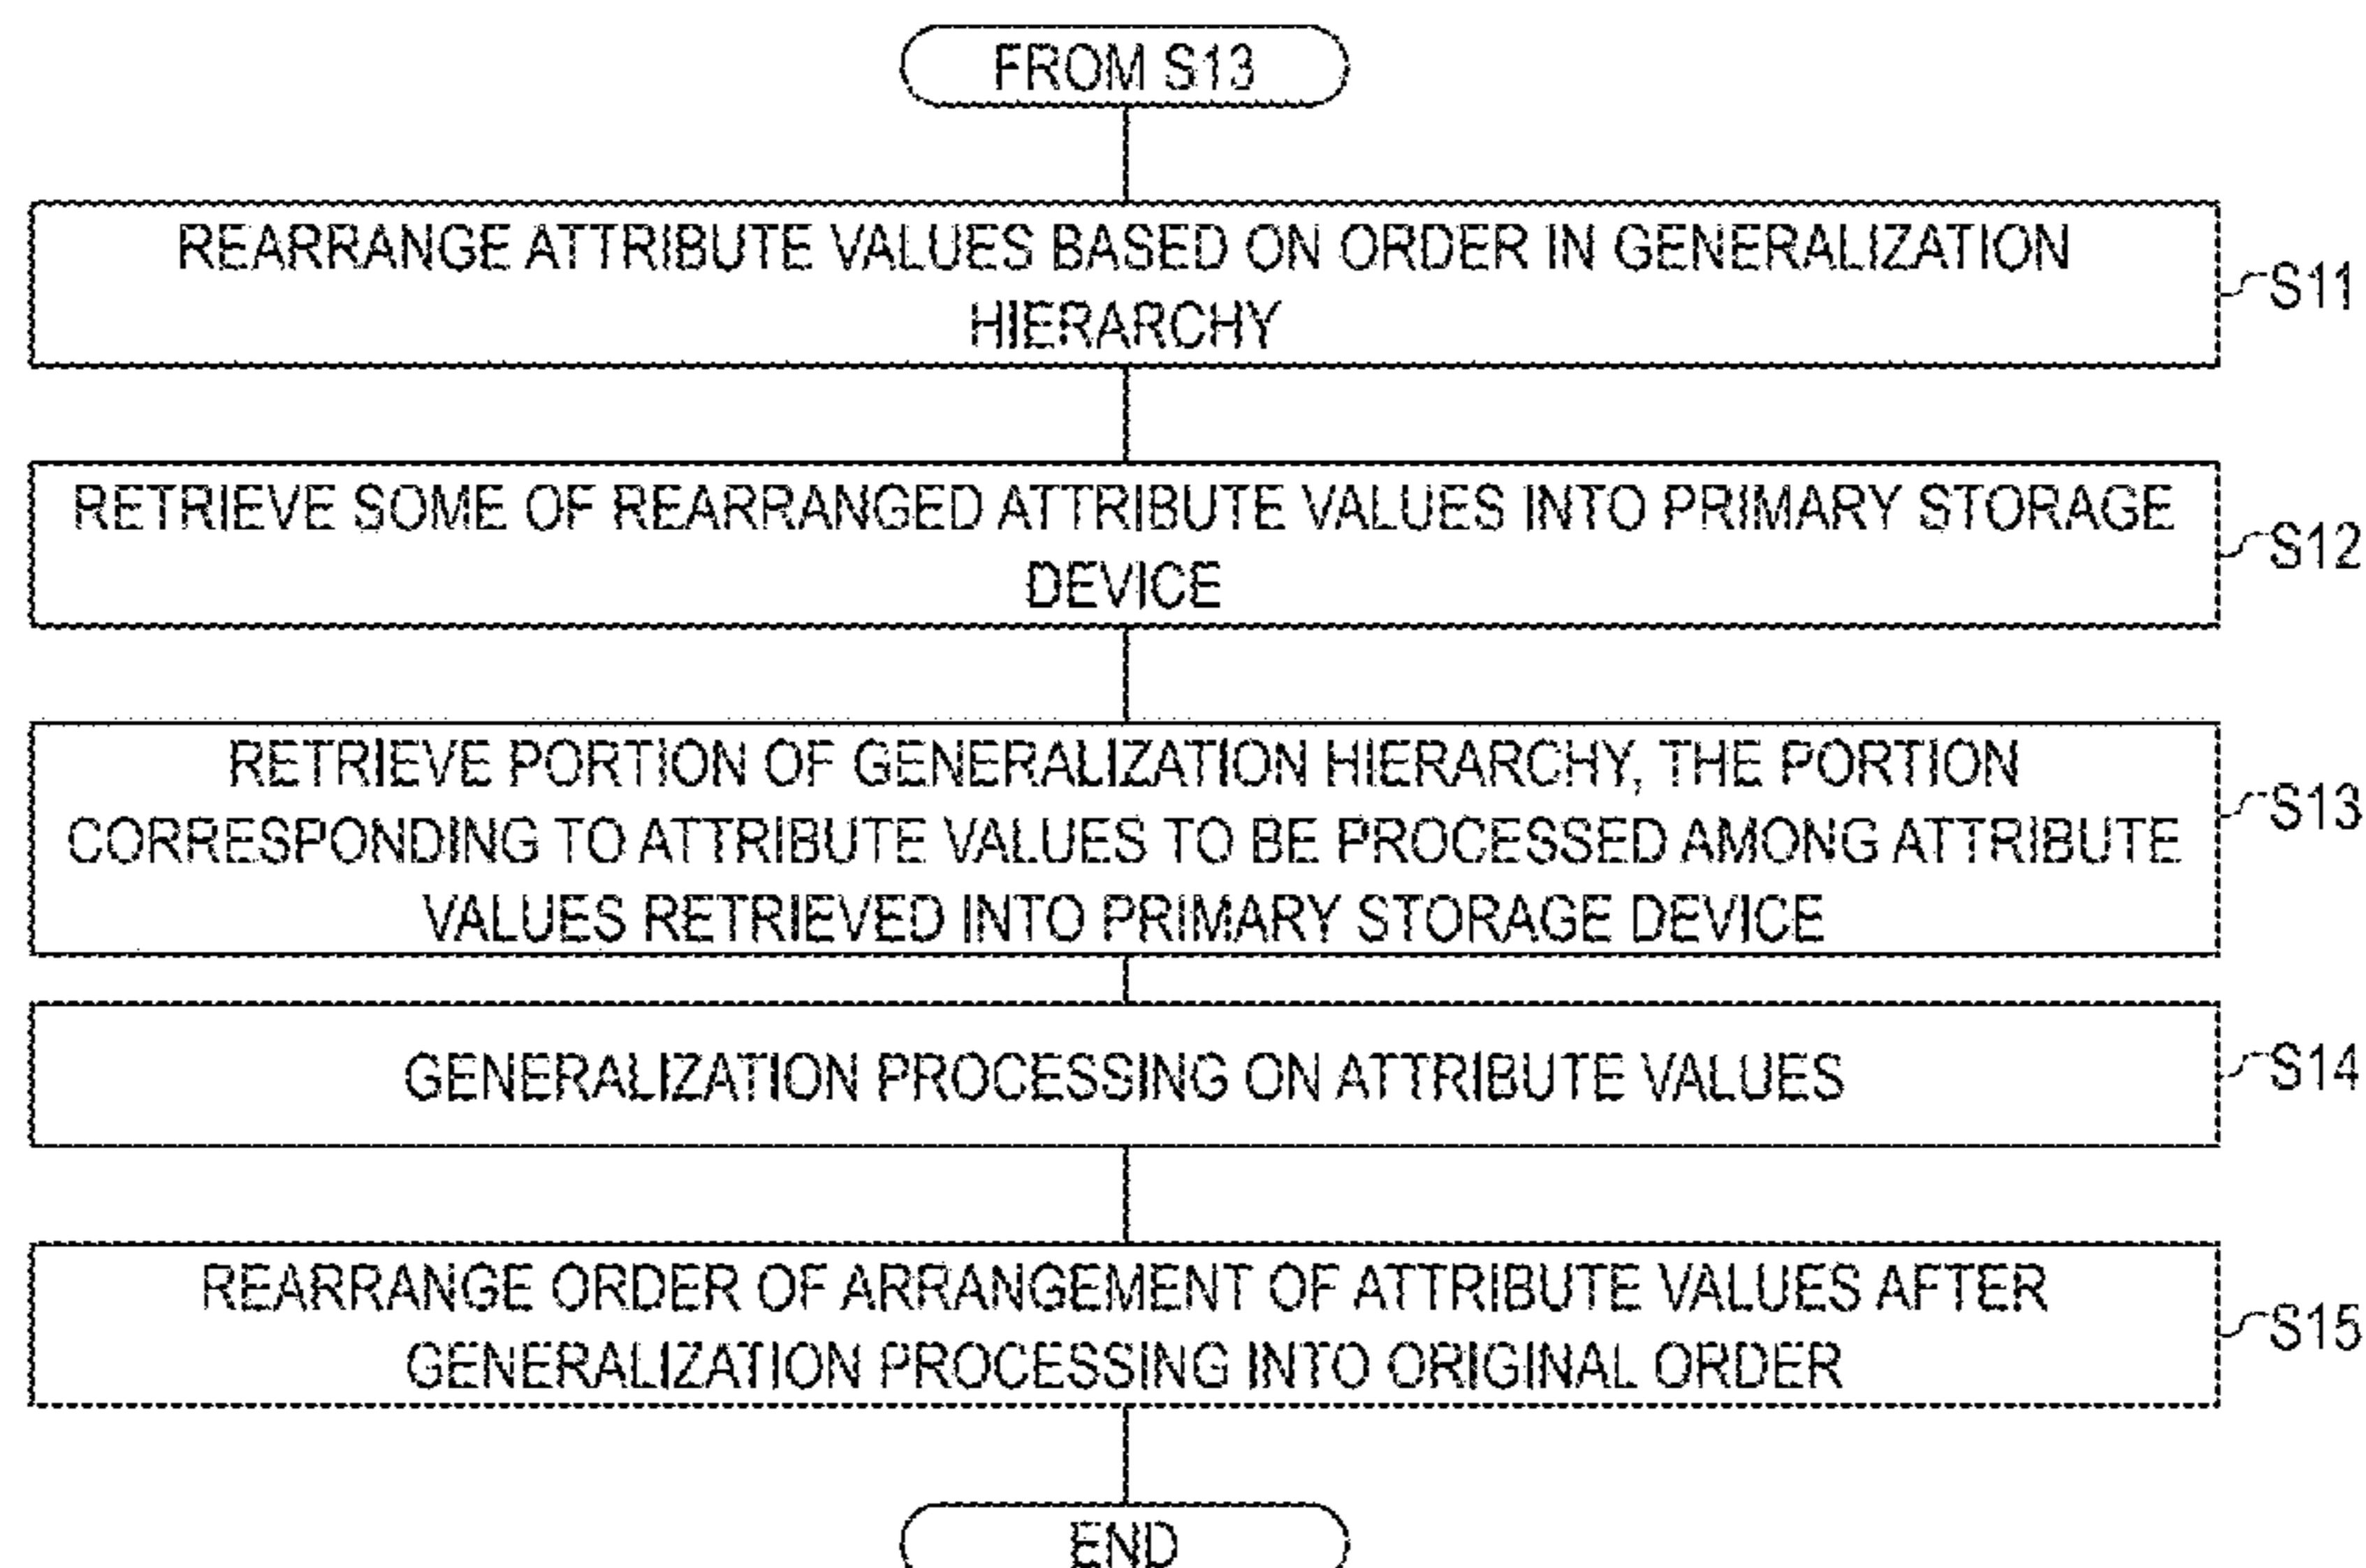 FROM S13
REARRANGE ATTRIBUTE VALUES BASED ON ORDER IN GENERALIZATION
HIERARCHY
S11
RETRIEVE SOME OF REARRANGED ATTRIBUTE VALUES INTO PRIMARY STORAGE
DEVICE
S12
RETRIEVE PORTION OF GENERALIZATION HIERARCHY, THE PORTION
CORRESPONDING TO ATTRIBUTE VALUES TO BE PROCESSED AMONG ATTRIBUTE
VALUES RETRIEVED INTO PRIMARY STORAGE DEVICE
S13
GENERALIZATION PROCESSING ON ATTRIBUTE VALUES
S14
REARRANGE ORDER OF ARRANGEMENT OF ATTRIBUTE VALUES AFTER
GENERALIZATION PROCESSING INTO ORIGINAL ORDER
S15
END